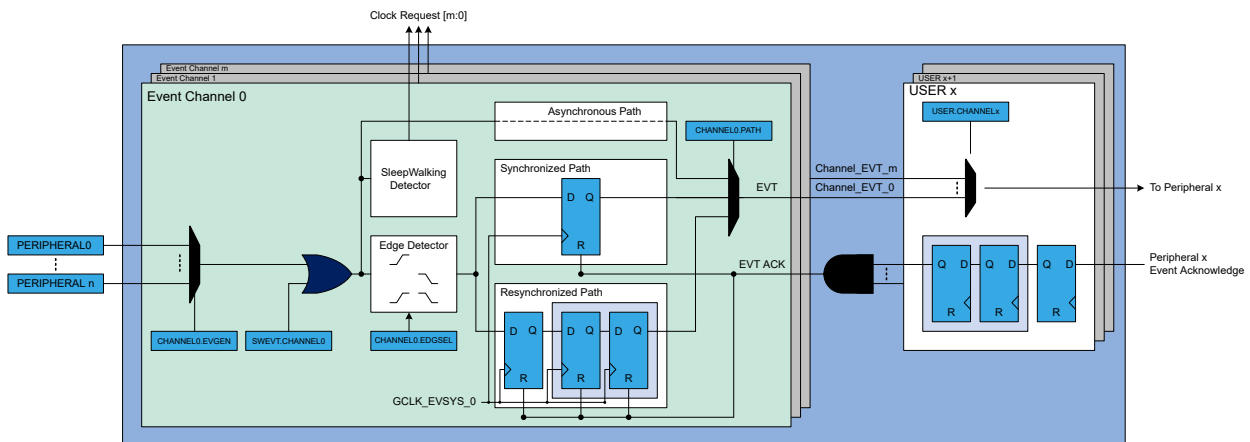 Clock Request [m:0]
Event Channel m
Event Channel 1
Event Channel 0
USER x+1
USER x
Asynchronous Path
CHANNEL0.PATH
USER.CHANNELx
SleepWalking
Detector
Synchronized Path
D Q
R
EVT
Channel_EVT_m
Channel_EVT_0
To Peripheral x
PERIPHERAL0
PERIPHERAL n
Edge Detector
EVT ACK
Q D
R
Q D
R
Q D
R
Peripheral x
Event Acknowledge
CHANNEL0.EVGEN
SWEVT.CHANNEL0
CHANNEL0.EDGSEL
Resynchronized Path
D Q
R
D Q
R
D Q
R
GCLK_EVSYS_0